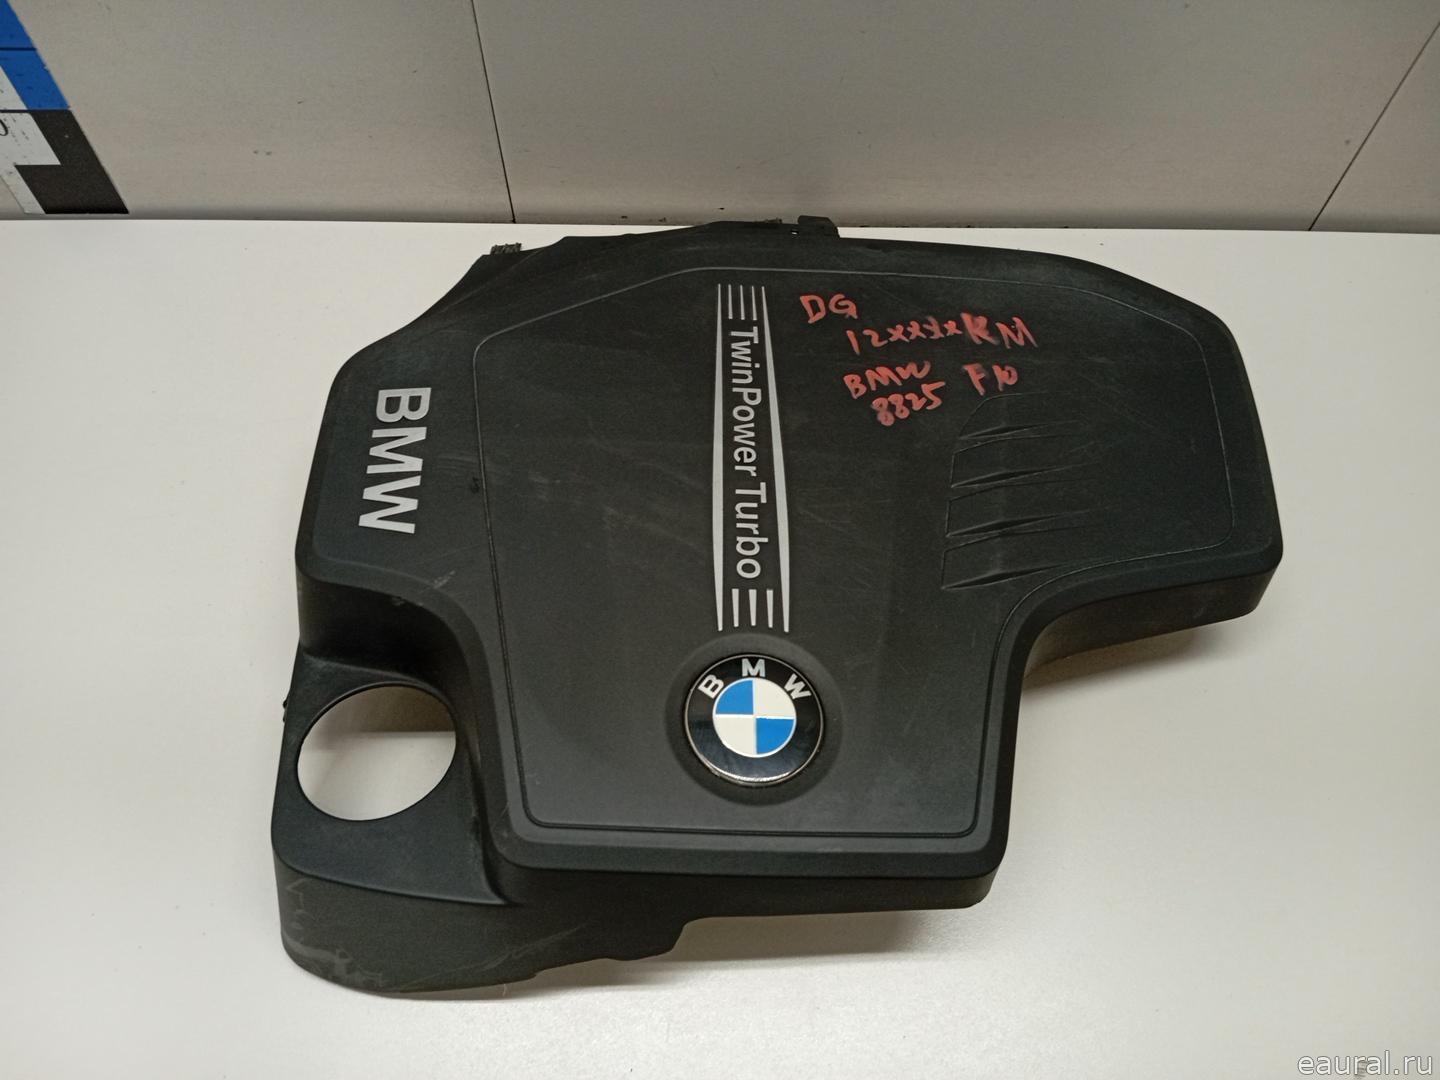 DG
12xxxxKM
BMW F10
8825
TwinPower Turbo
BMW
BMW
eaural.ru